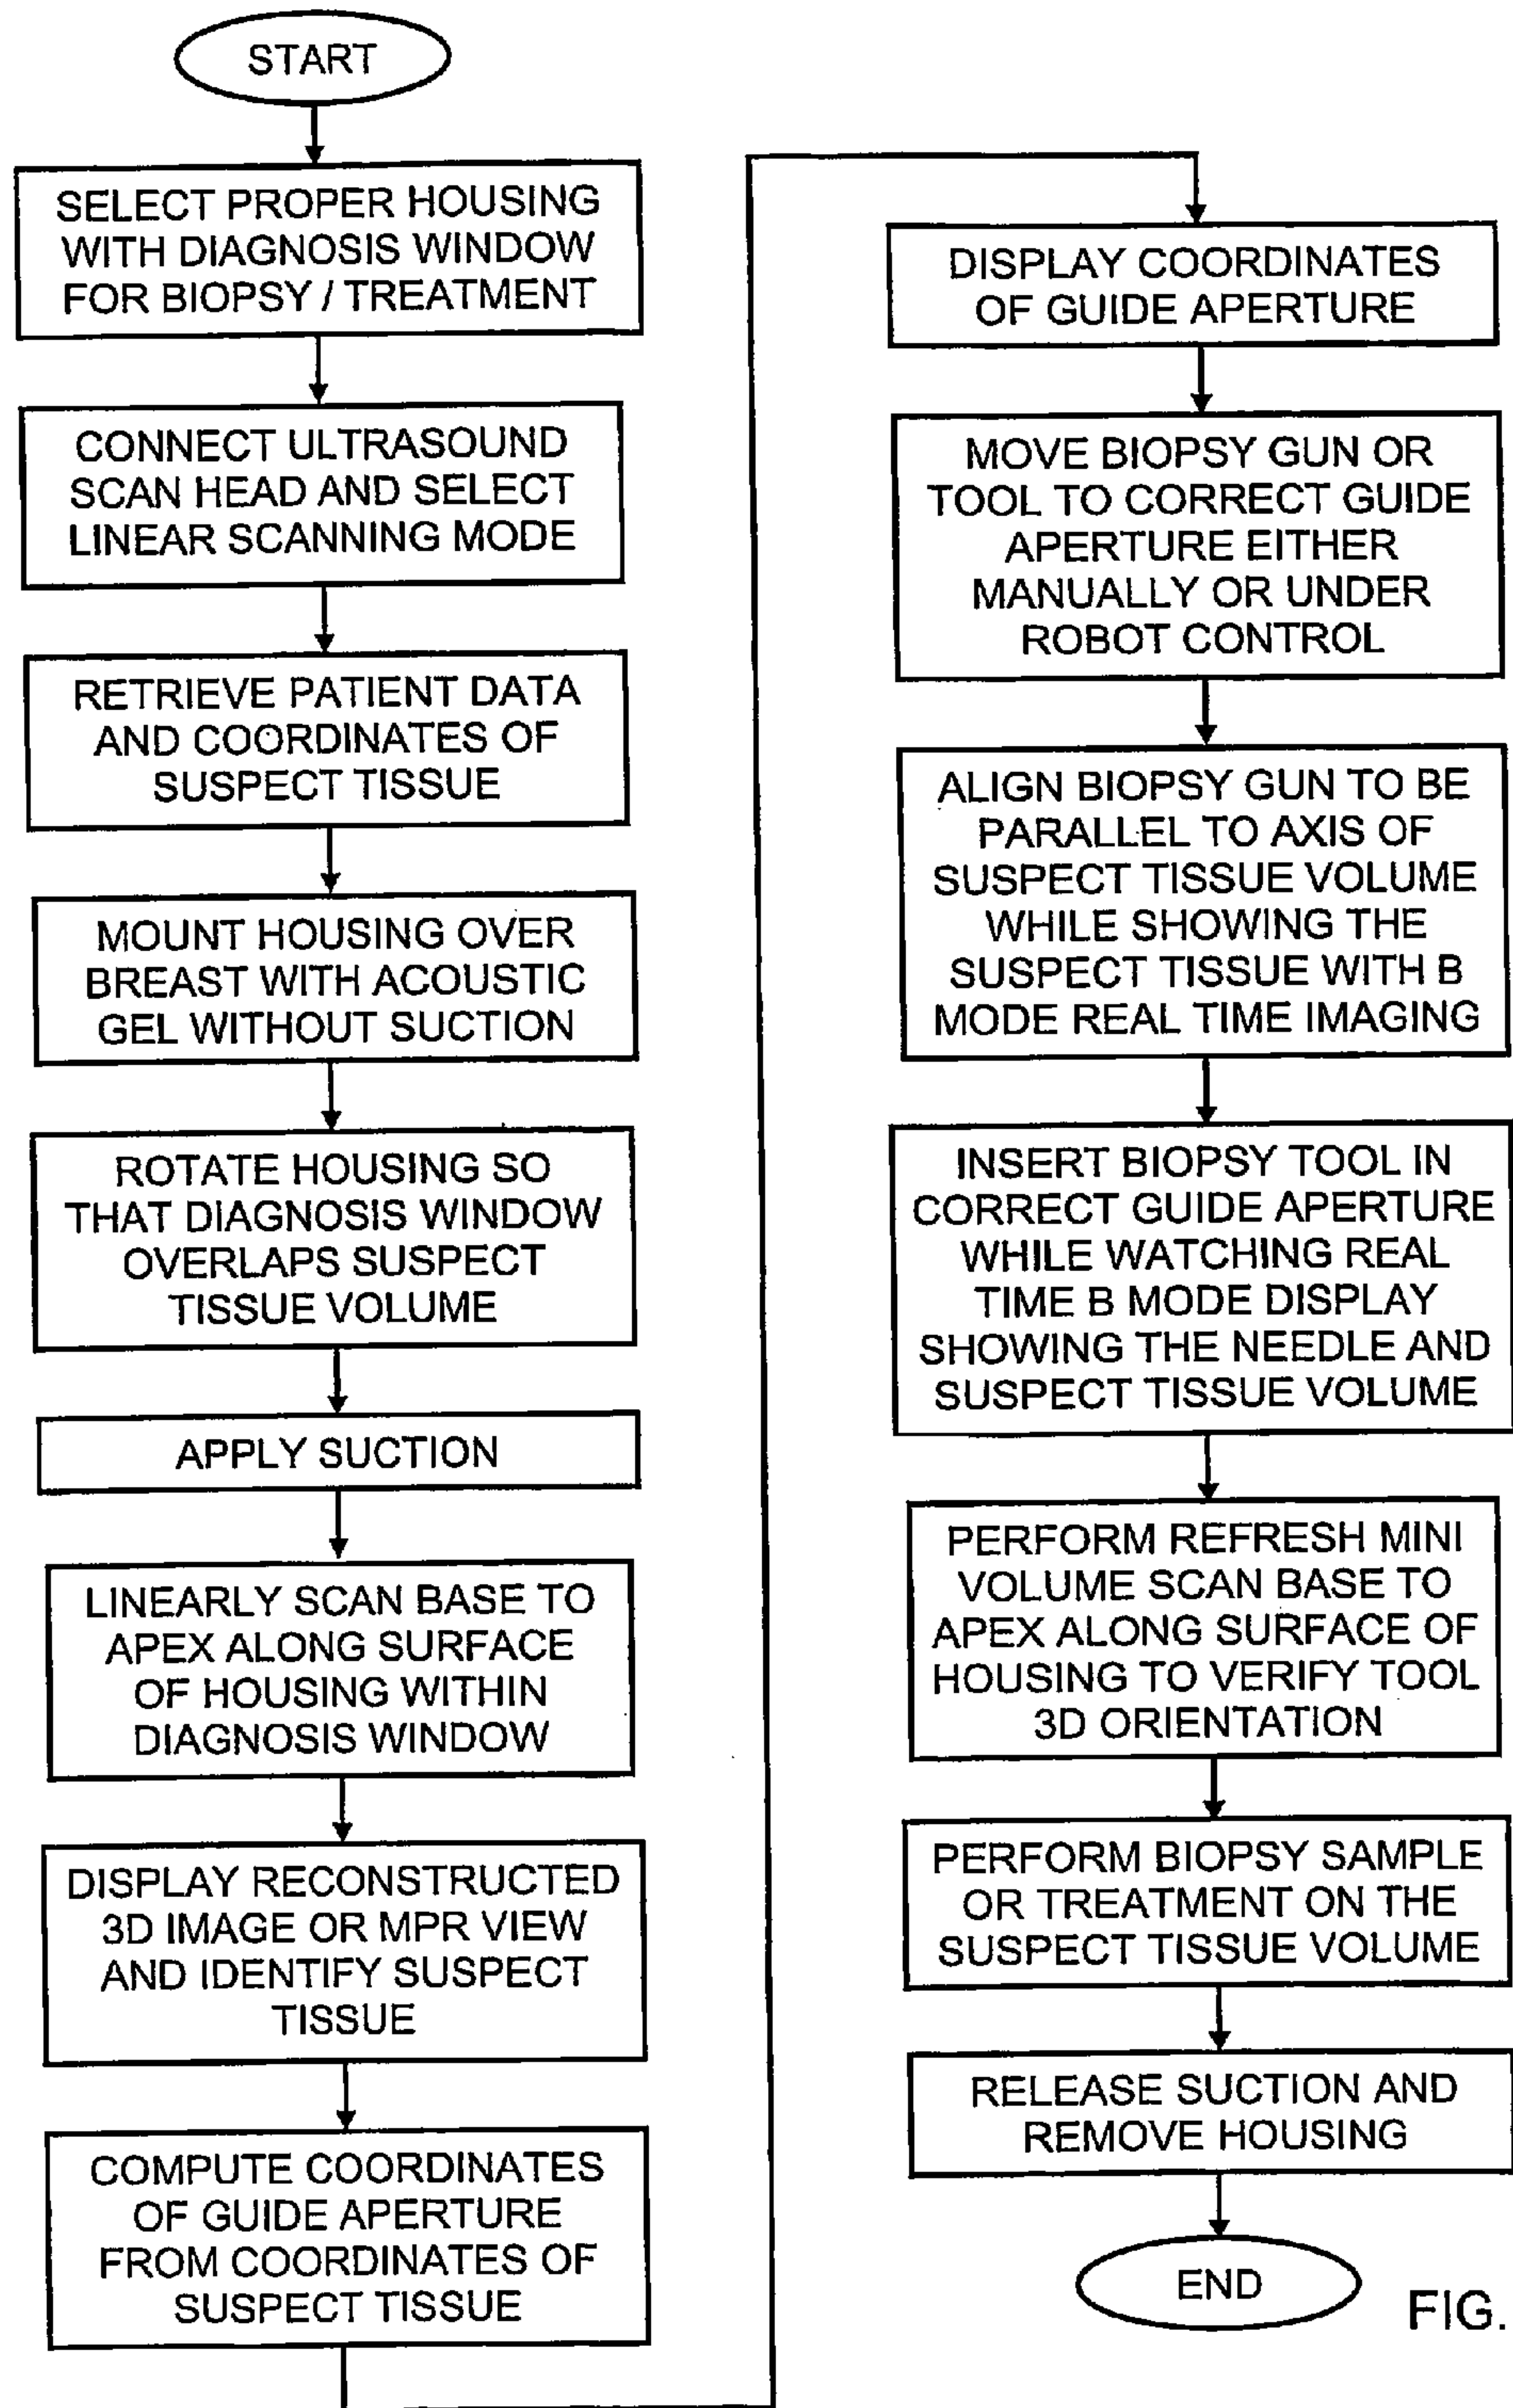 START
SELECT PROPER HOUSING
WITH DIAGNOSIS WINDOW
FOR BIOPSY / TREATMENT
CONNECT ULTRASOUND
SCAN HEAD AND SELECT
LINEAR SCANNING MODE
RETRIEVE PATIENT DATA
AND COORDINATES OF
SUSPECT TISSUE
MOUNT HOUSING OVER
BREAST WITH ACOUSTIC
GEL WITHOUT SUCTION
ROTATE HOUSING SO
THAT DIAGNOSIS WINDOW
OVERLAPS SUSPECT
TISSUE VOLUME
APPLY SUCTION
LINEARLY SCAN BASE TO
APEX ALONG SURFACE
OF HOUSING WITHIN
DIAGNOSIS WINDOW
DISPLAY RECONSTRUCTED
3D IMAGE OR MPR VIEW
AND IDENTIFY SUSPECT
TISSUE
COMPUTE COORDINATES
OF GUIDE APERTURE
FROM COORDINATES OF
SUSPECT TISSUE
DISPLAY COORDINATES
OF GUIDE APERTURE
MOVE BIOPSY GUN OR
TOOL TO CORRECT GUIDE
APERTURE EITHER
MANUALLY OR UNDER
ROBOT CONTROL
ALIGN BIOPSY GUN TO BE
PARALLEL TO AXIS OF
SUSPECT TISSUE VOLUME
WHILE SHOWING THE
SUSPECT TISSUE WITH B
MODE REAL TIME IMAGING
INSERT BIOPSY TOOL IN
CORRECT GUIDE APERTURE
WHILE WATCHING REAL
TIME B MODE DISPLAY
SHOWING THE NEEDLE AND
SUSPECT TISSUE VOLUME
PERFORM REFRESH MINI
VOLUME SCAN BASE TO
APEX ALONG SURFACE OF
HOUSING TO VERIFY TOOL
3D ORIENTATION
PERFORM BIOPSY SAMPLE
OR TREATMENT ON THE
SUSPECT TISSUE VOLUME
RELEASE SUCTION AND
REMOVE HOUSING
END
FIG.